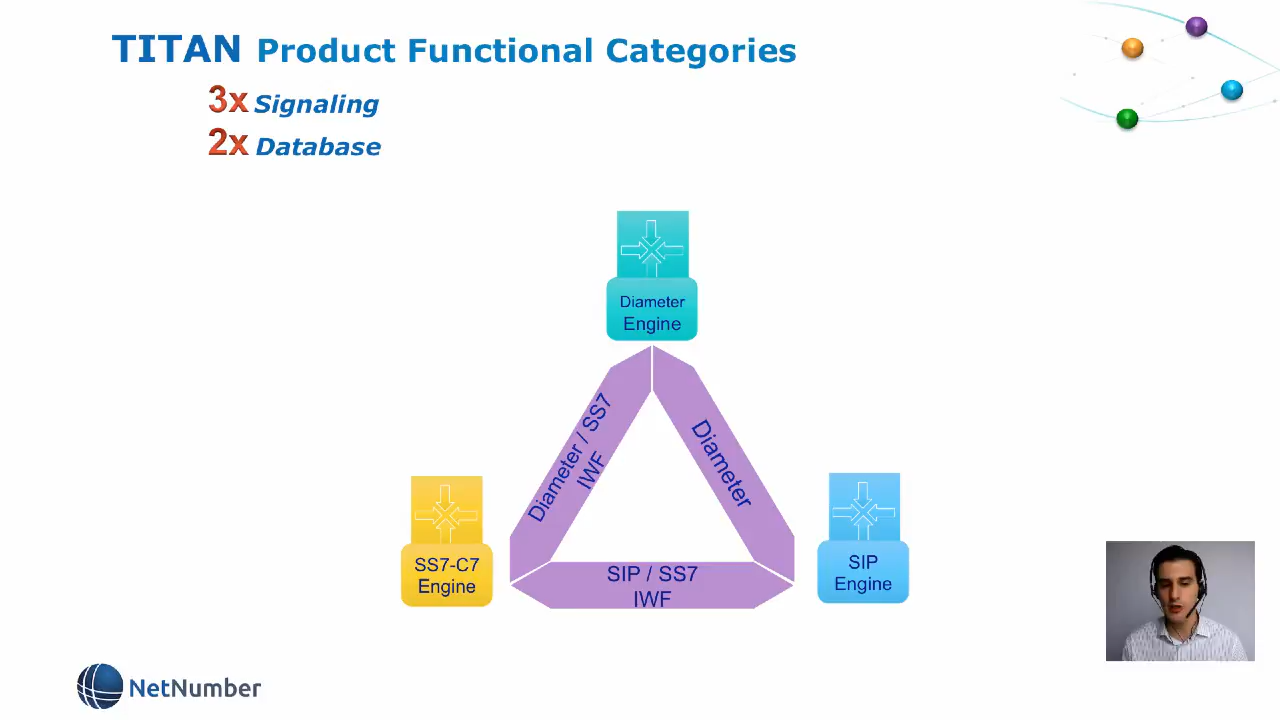 TITAN Product Functional Categories
3x Signaling
2x Database
Diameter
Engine
Diameter / SS7
IWF
Diameter
SS7-C7
Engine
SIP / SS7
IWF
SIP
Engine
NetNumber